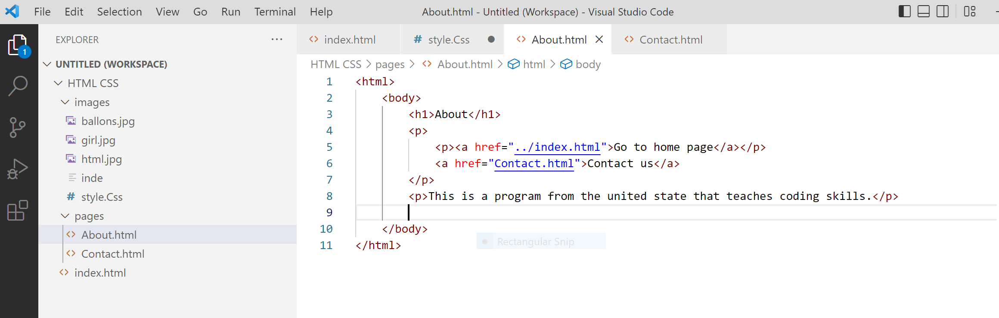 File Edit Selection View Go Run Terminal Help About.html - Untitled (Workspace) - Visual Studio Code
1
EXPLORER ...
UNTITLED (WORKSPACE)
HTML CSS
images
ballons.jpg
girl.jpg
html.jpg
inde
# style.Css
pages
<> About.html
<> Contact.html
<> index.html
<> index.html # style.Css ● <> About.html × <> Contact.html
HTML CSS > pages > <> About.html > html > body
1 <html>
2 <body>
3 <h1>About</h1>
4 <p>
5 <p><a href="../index.html">Go to home page</a></p>
6 <a href="Contact.html">Contact us</a>
7 </p>
8 <p>This is a program from the united state that teaches coding skills.</p>
9
10 </body>
11 </html>
Rectangular Snip